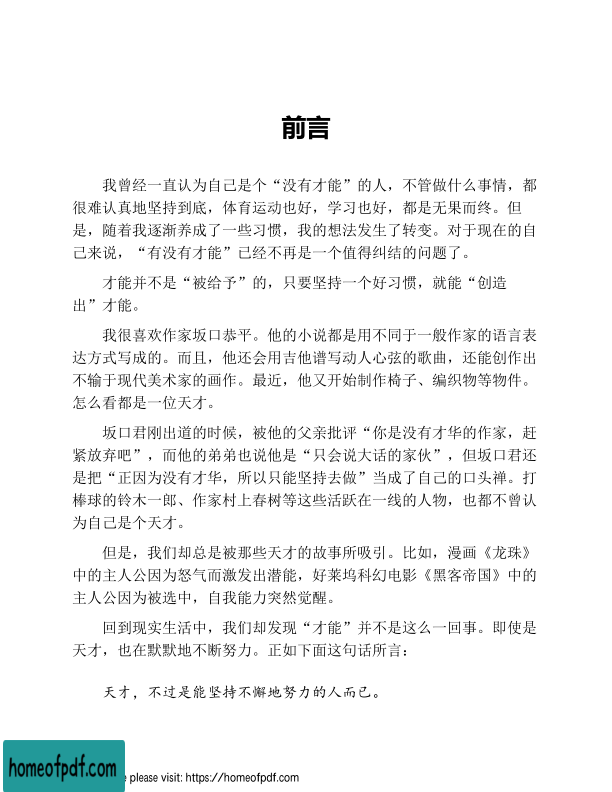 前言
我曾经一直认为自己是个“没有才能”的人，不管做什么事情，都
很难认真地坚持到底，体育运动也好，学习也好，都是无果而终。但
是，随着我逐渐养成了一些习惯，我的想法发生了转变。对于现在的自
己来说，“有没有才能”已经不再是一个值得纠结的问题了。
才能并不是“被给予”的，只要坚持一个好习惯，就能“创造
出”才能。
我很喜欢作家坂口恭平。他的小说都是用不同于一般作家的语言表
达方式写成的。而且，他还会用吉他谱写动人心弦的歌曲，还能创作出
不输于现代美术家的画作。最近，他又开始制作椅子、编织物等物件。
怎么看都是一位天才。
坂口君刚出道的时候，被他的父亲批评“你是没有才华的作家，赶
紧放弃吧”，而他的弟弟也说他是“只会说大话的家伙”，但坂口君还
是把“正因为没有才华，所以只能坚持去做”当成了自己的口头禅。打
棒球的铃木一郎、作家村上春树等这些活跃在一线的人物，也都不曾认
为自己是个天才。
但是，我们却总是被那些天才的故事所吸引。比如，漫画《龙珠》
中的主人公因为怒气而激发出潜能，好莱坞科幻电影《黑客帝国》中的
主人公因为被选中，自我能力突然觉醒。
回到现实生活中，我们却发现“才能”并不是这么一回事。即使是
天才，也在默默地不断努力。正如下面这句话所言：
天才，不过是能坚持不懈地努力的人而已。
homeofpdf.com
e please visit: https://homeofpdf.com